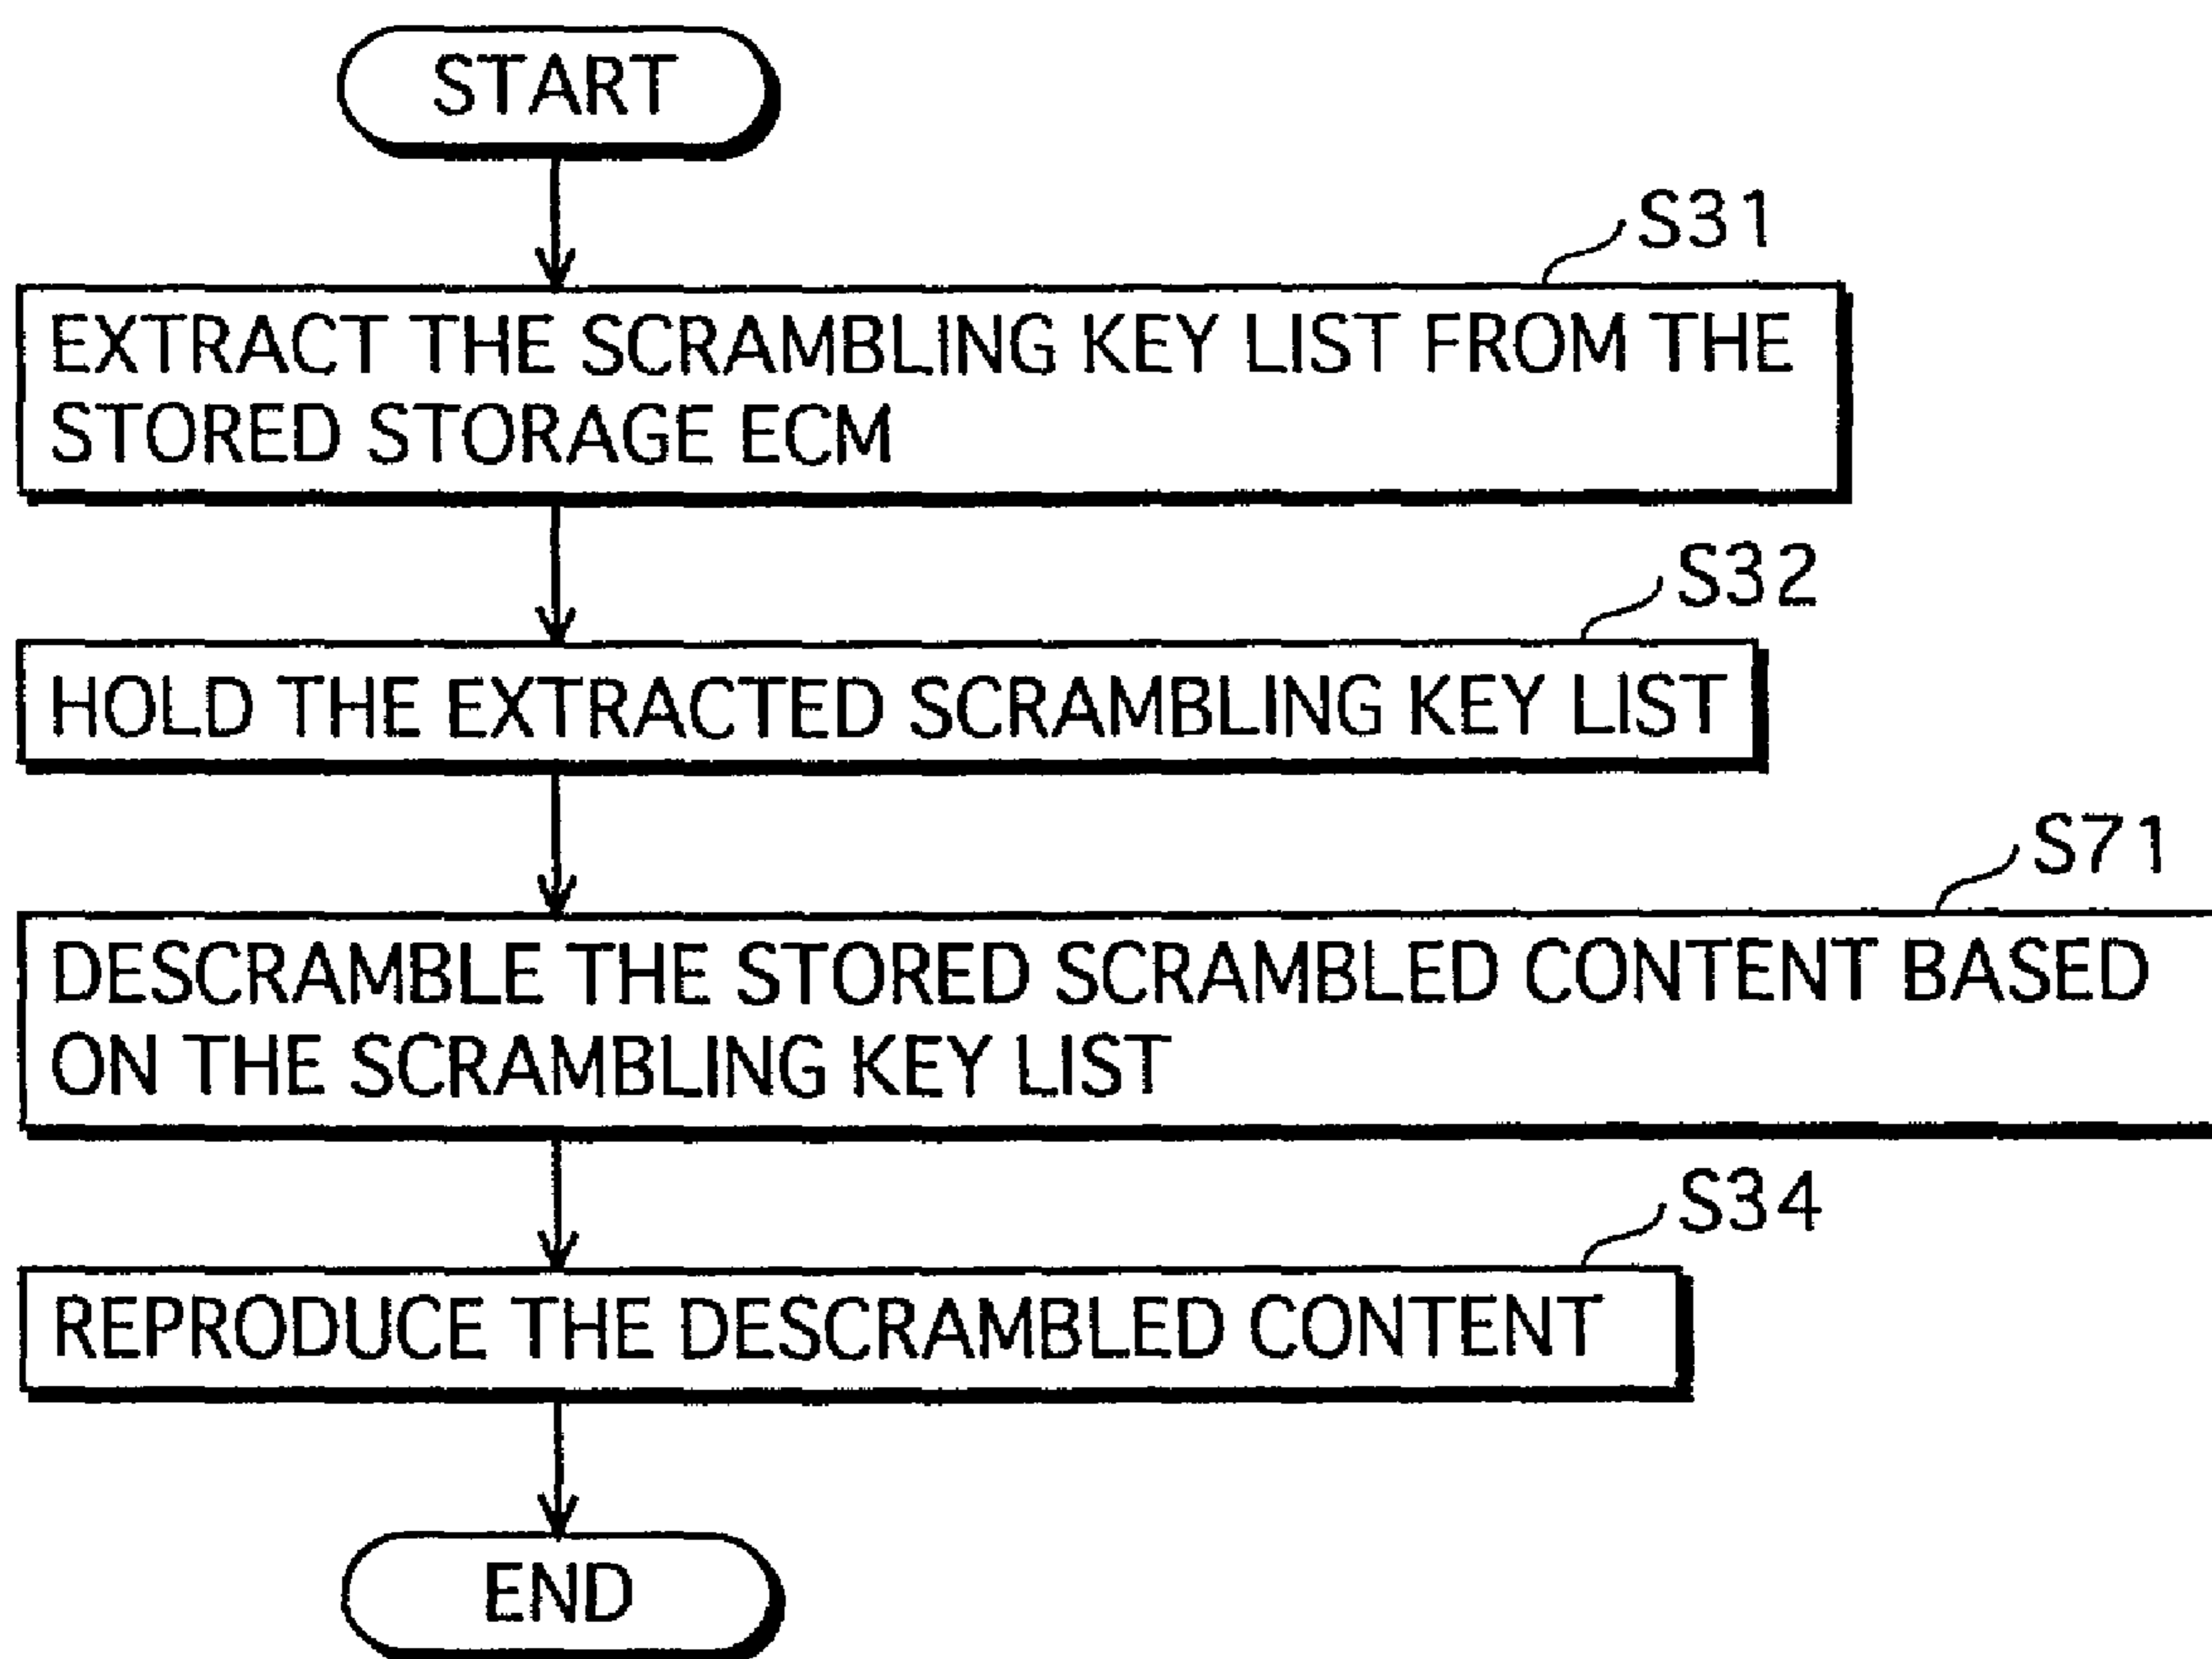 START
S31
EXTRACT THE SCRAMBLING KEY LIST FROM THE
STORED STORAGE ECM
S32
HOLD THE EXTRACTED SCRAMBLING KEY LIST
S71
DESCRAMBLE THE STORED SCRAMBLED CONTENT BASED
ON THE SCRAMBLING KEY LIST
S34
REPRODUCE THE DESCRAMBLED CONTENT
END